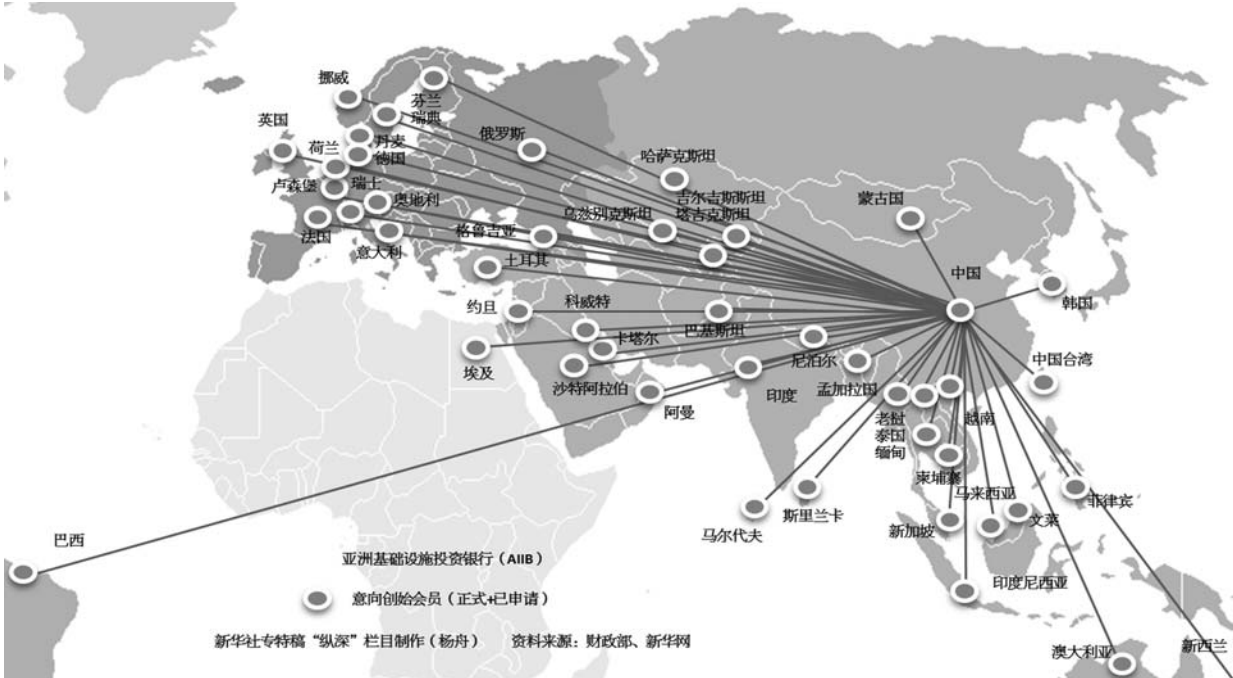 挪威
芬兰
瑞典
英国
丹麦
荷兰
德国
俄罗斯
哈萨克斯坦
卢森堡
瑞士
奥地利
吉尔吉斯斯坦
乌兹别克斯坦
塔吉克斯坦
蒙古国
法国
意大利
格鲁吉亚
土耳其
中国
韩国
约旦
科威特
巴基斯坦
卡塔尔
埃及
沙特阿拉伯
阿曼
尼泊尔
印度
孟加拉国
中国台湾
老挝
泰国
缅甸
越南
柬埔寨
马来西亚
文莱
菲律宾
斯里兰卡
马尔代夫
新加坡
巴西
印度尼西亚
亚洲基础设施投资银行（AIIB）
意向创始会员（正式+已申请）
新华社专特稿“纵深”栏目制作（杨舟） 资料来源：财政部、新华网
澳大利亚
新西兰